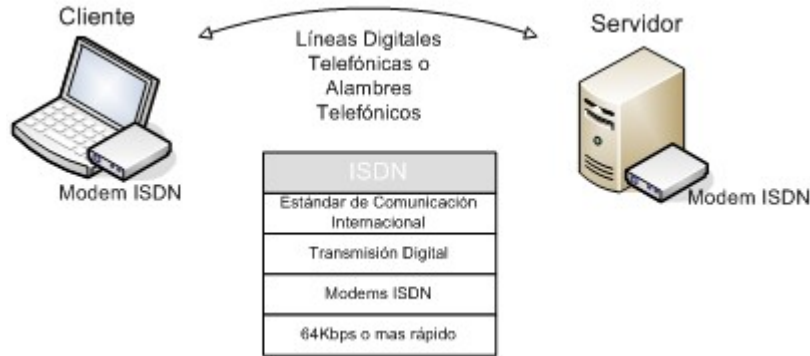 Cliente
Servidor
Líneas Digitales
Telefónicas o
Alambres
Telefónicos
Modem ISDN
Modem ISDN
ISDN
Estándar de Comunicación
Internacional
Transmisión Digital
Modems ISDN
64Kbps o mas rápido